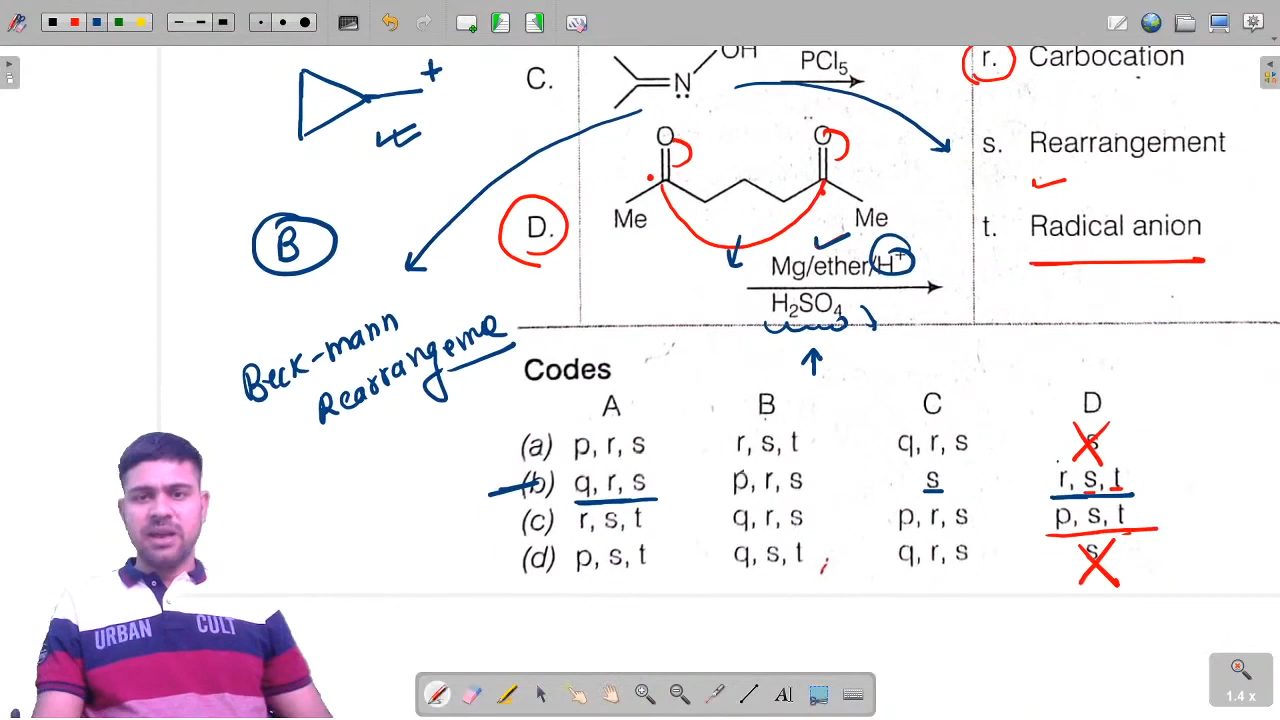 C.
N
OH
PCl5
r. Carbocation
+
O
O
s. Rearrangement
D.
Me
Me
t. Radical anion
B
Mg/ether/H+
H2SO4
Beck-mann
Rearrangeme
Codes
A B C D
(a) p, r, s r, s, t q, r, s s
(b) q, r, s p, r, s s r, s, t
(c) r, s, t q, r, s p, r, s p, s, t
(d) p, s, t q, s, t q, r, s s
URBAN CULT
AI
1.4 x